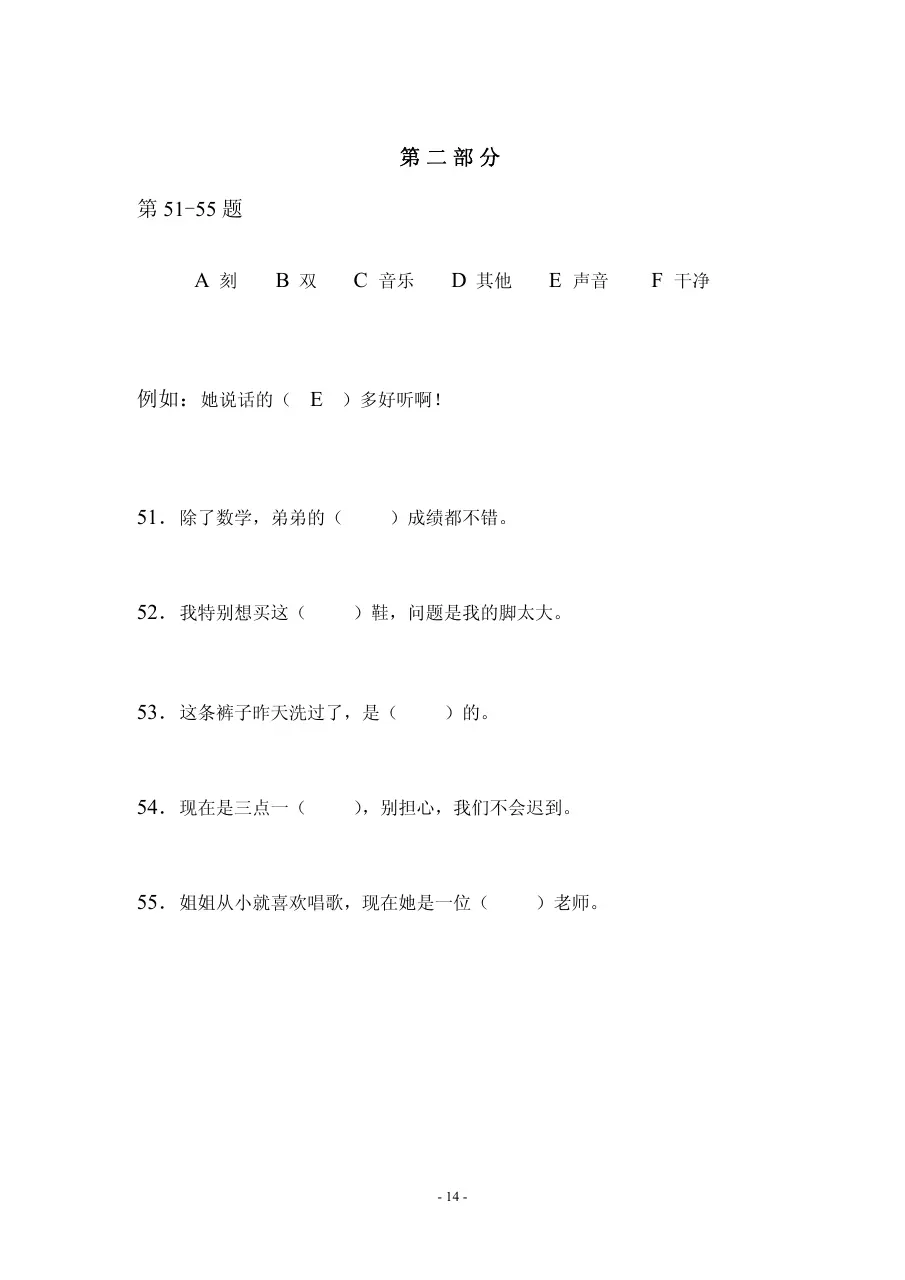 第二部分
第 51-55 题
A 刻 B 双 C 音乐 D 其他 E 声音 F 干净
例如：她说话的（ E ）多好听啊！
51．除了数学，弟弟的（ ）成绩都不错。
52．我特别想买这（ ）鞋，问题是我的脚太大。
53．这条裤子昨天洗过了，是（ ）的。
54．现在是三点一（ ），别担心，我们不会迟到。
55．姐姐从小就喜欢唱歌，现在她是一位（ ）老师。
- 14 -